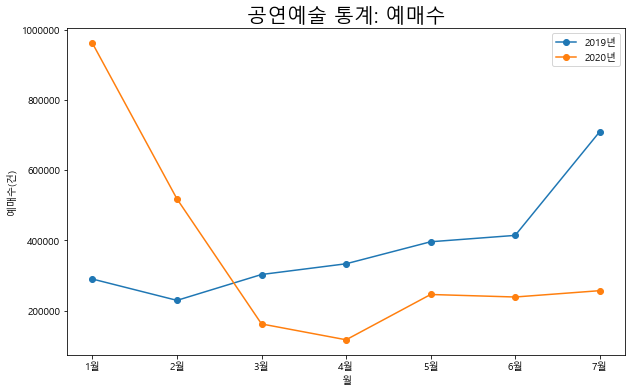 공연예술 통계: 예매수
1000000
800000
600000
400000
200000
예매수(건)
2019년
2020년
1월 2월 3월 4월 5월 6월 7월
월